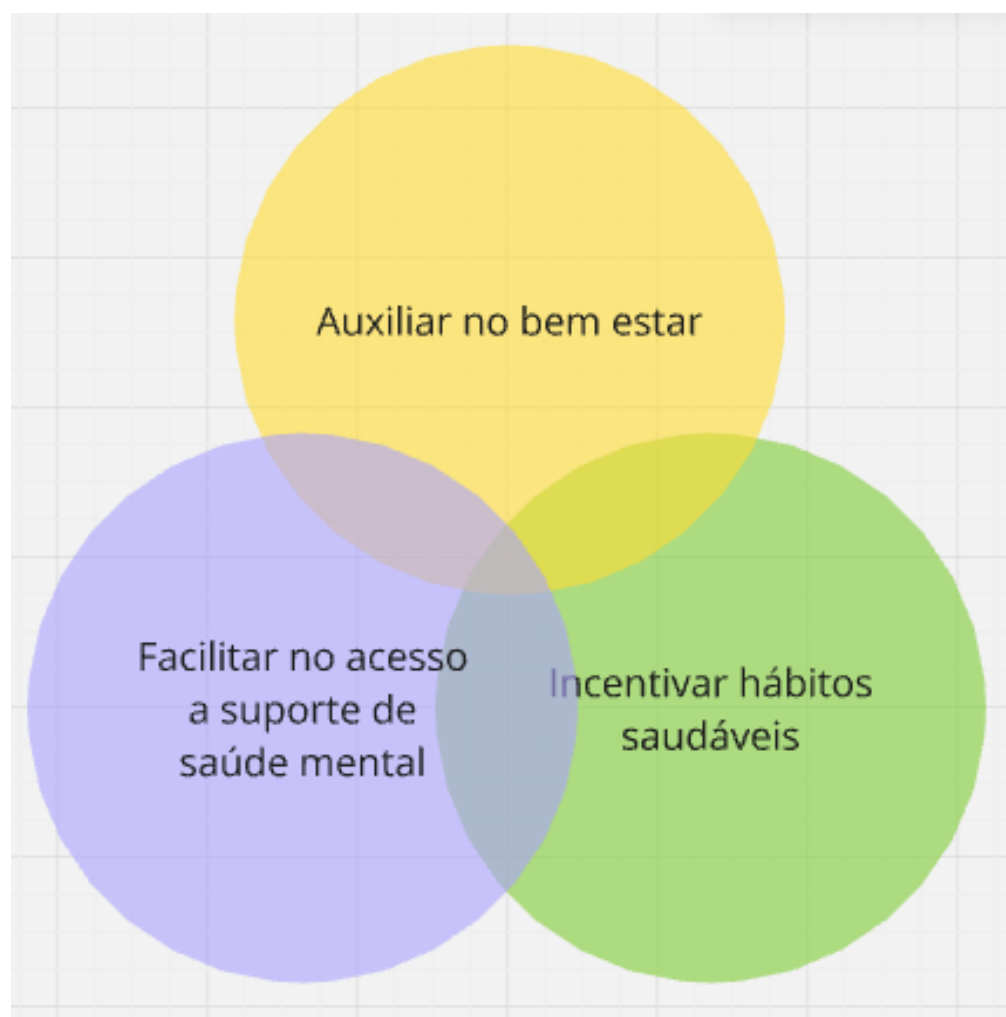 Auxiliar no bem estar
Facilitar no acesso
a suporte de
saúde mental
Incentivar hábitos
saudáveis